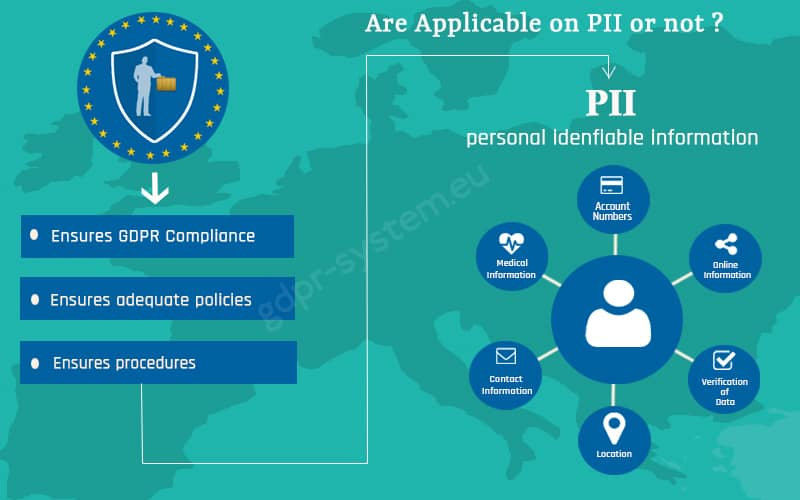 Are Applicable on PII or not ?
PII
personal idenfiable information
Ensures GDPR Compliance
Ensures adequate policies
Ensures procedures
Account
Numbers
Medical
Information
Online
Information
Contact
Information
Verification
of
Data
Location
gdpr-system.eu